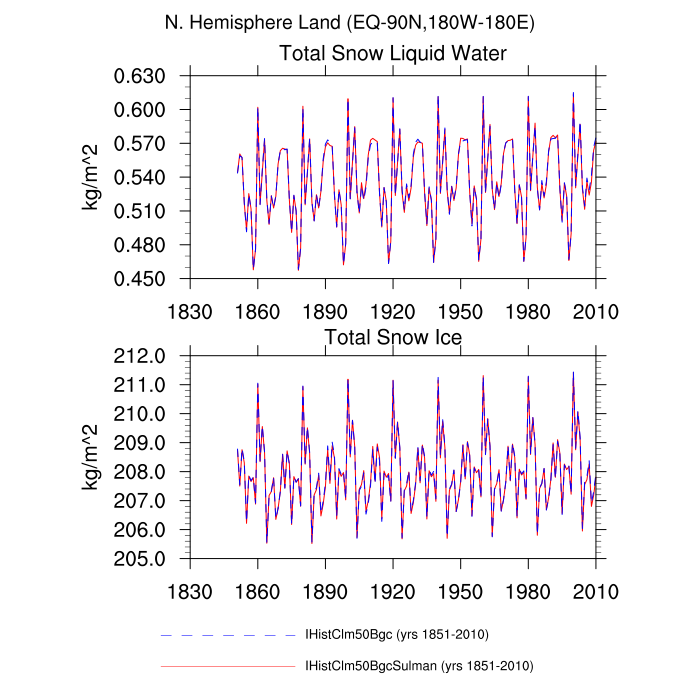 N. Hemisphere Land (EQ-90N,180W-180E)
Total Snow Liquid Water
0.630
0.600
0.570
0.540
0.510
0.480
0.450
kg/m^2
1830 1860 1890 1920 1950 1980 2010
Total Snow Ice
212.0
211.0
210.0
209.0
208.0
207.0
206.0
205.0
kg/m^2
1830 1860 1890 1920 1950 1980 2010
IHistClm50Bgc (yrs 1851-2010)
IHistClm50BgcSulman (yrs 1851-2010)